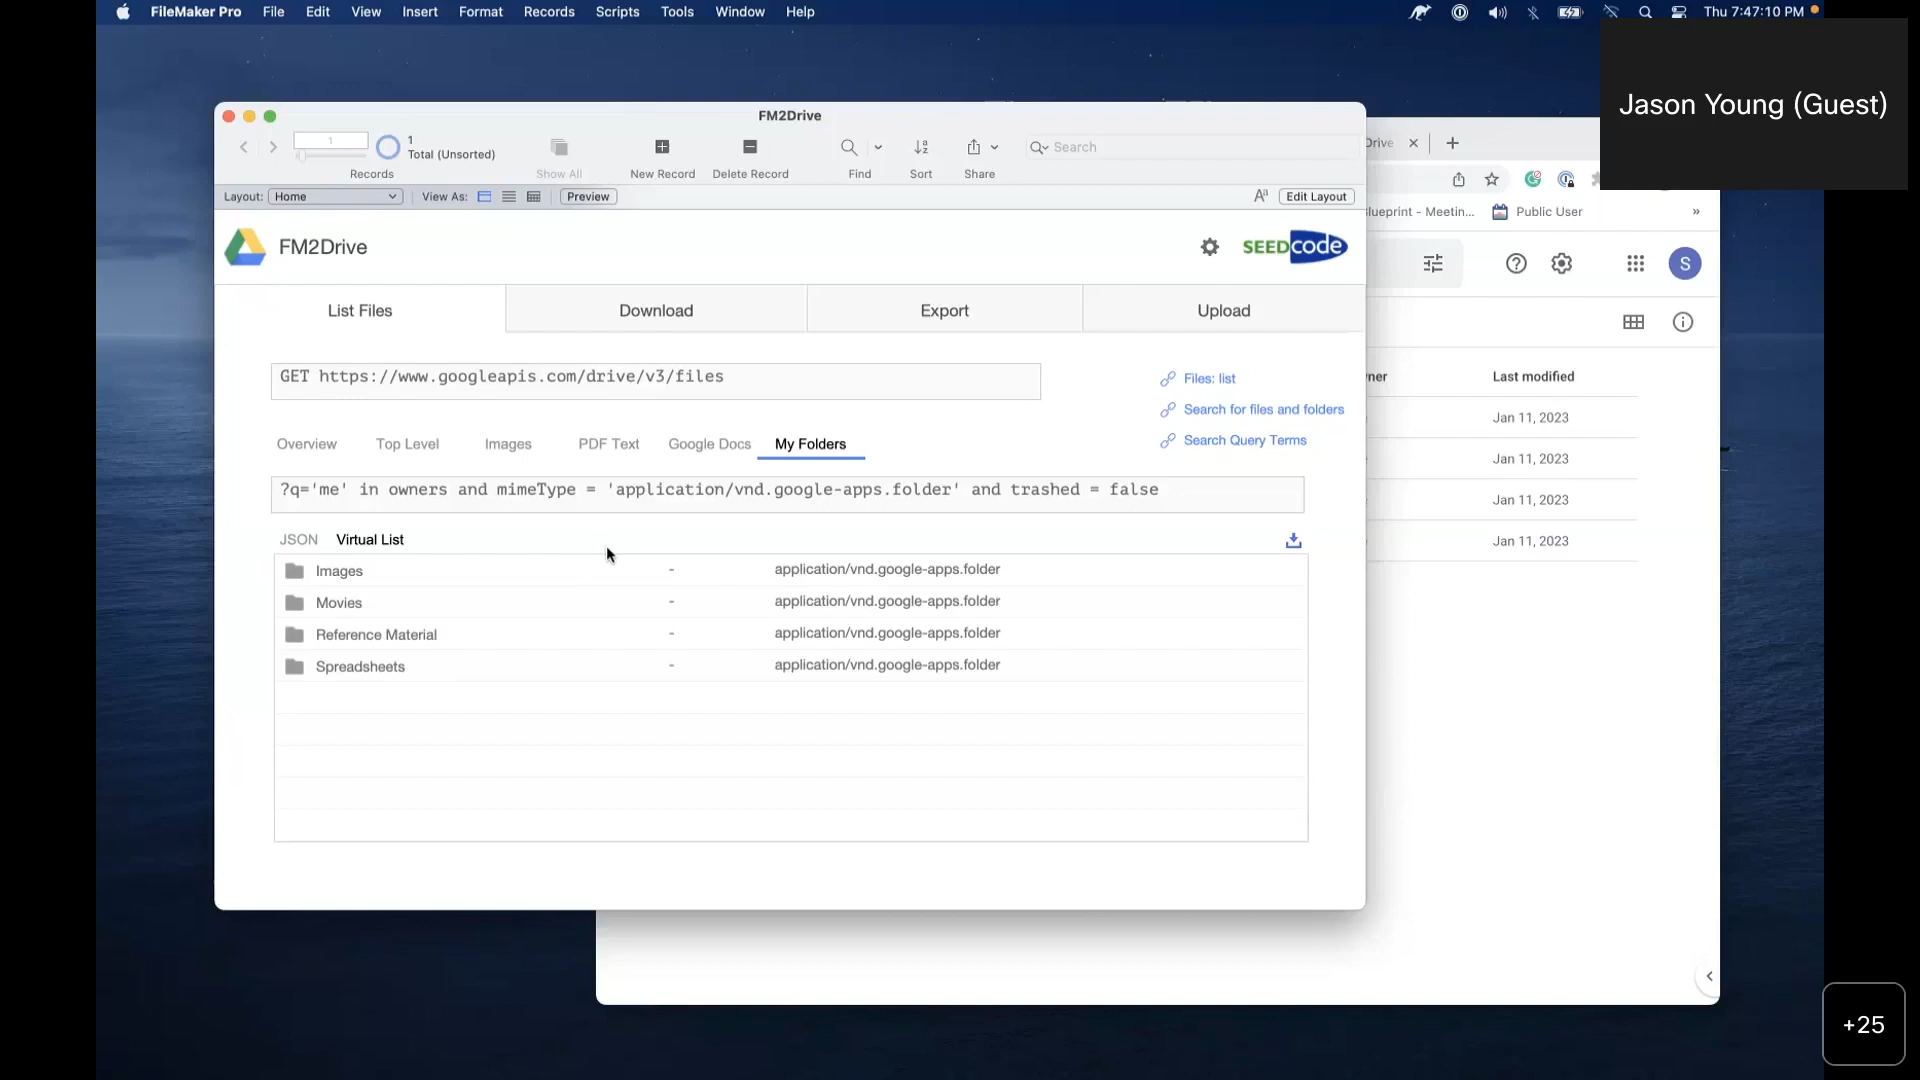 FileMaker Pro File Edit View Insert Format Records Scripts Tools Window Help
Thu 7:47:10 PM
Jason Young (Guest)
FM2Drive
1
1
Total (Unsorted)
Records
Show All
New Record
Delete Record
Find
Sort
Share
Search
Layout: Home
View As:
Preview
Edit Layout
FM2Drive
SEEDcode
List Files
Download
Export
Upload
GET https://www.googleapis.com/drive/v3/files
Files: list
Search for files and folders
Search Query Terms
Overview
Top Level
Images
PDF Text
Google Docs
My Folders
?q='me' in owners and mimeType = 'application/vnd.google-apps.folder' and trashed = false
JSON
Virtual List
Images - application/vnd.google-apps.folder
Movies - application/vnd.google-apps.folder
Reference Material - application/vnd.google-apps.folder
Spreadsheets - application/vnd.google-apps.folder
Drive
Meetin...
Public User
»
S
Last modified
Jan 11, 2023
Jan 11, 2023
Jan 11, 2023
Jan 11, 2023
+25